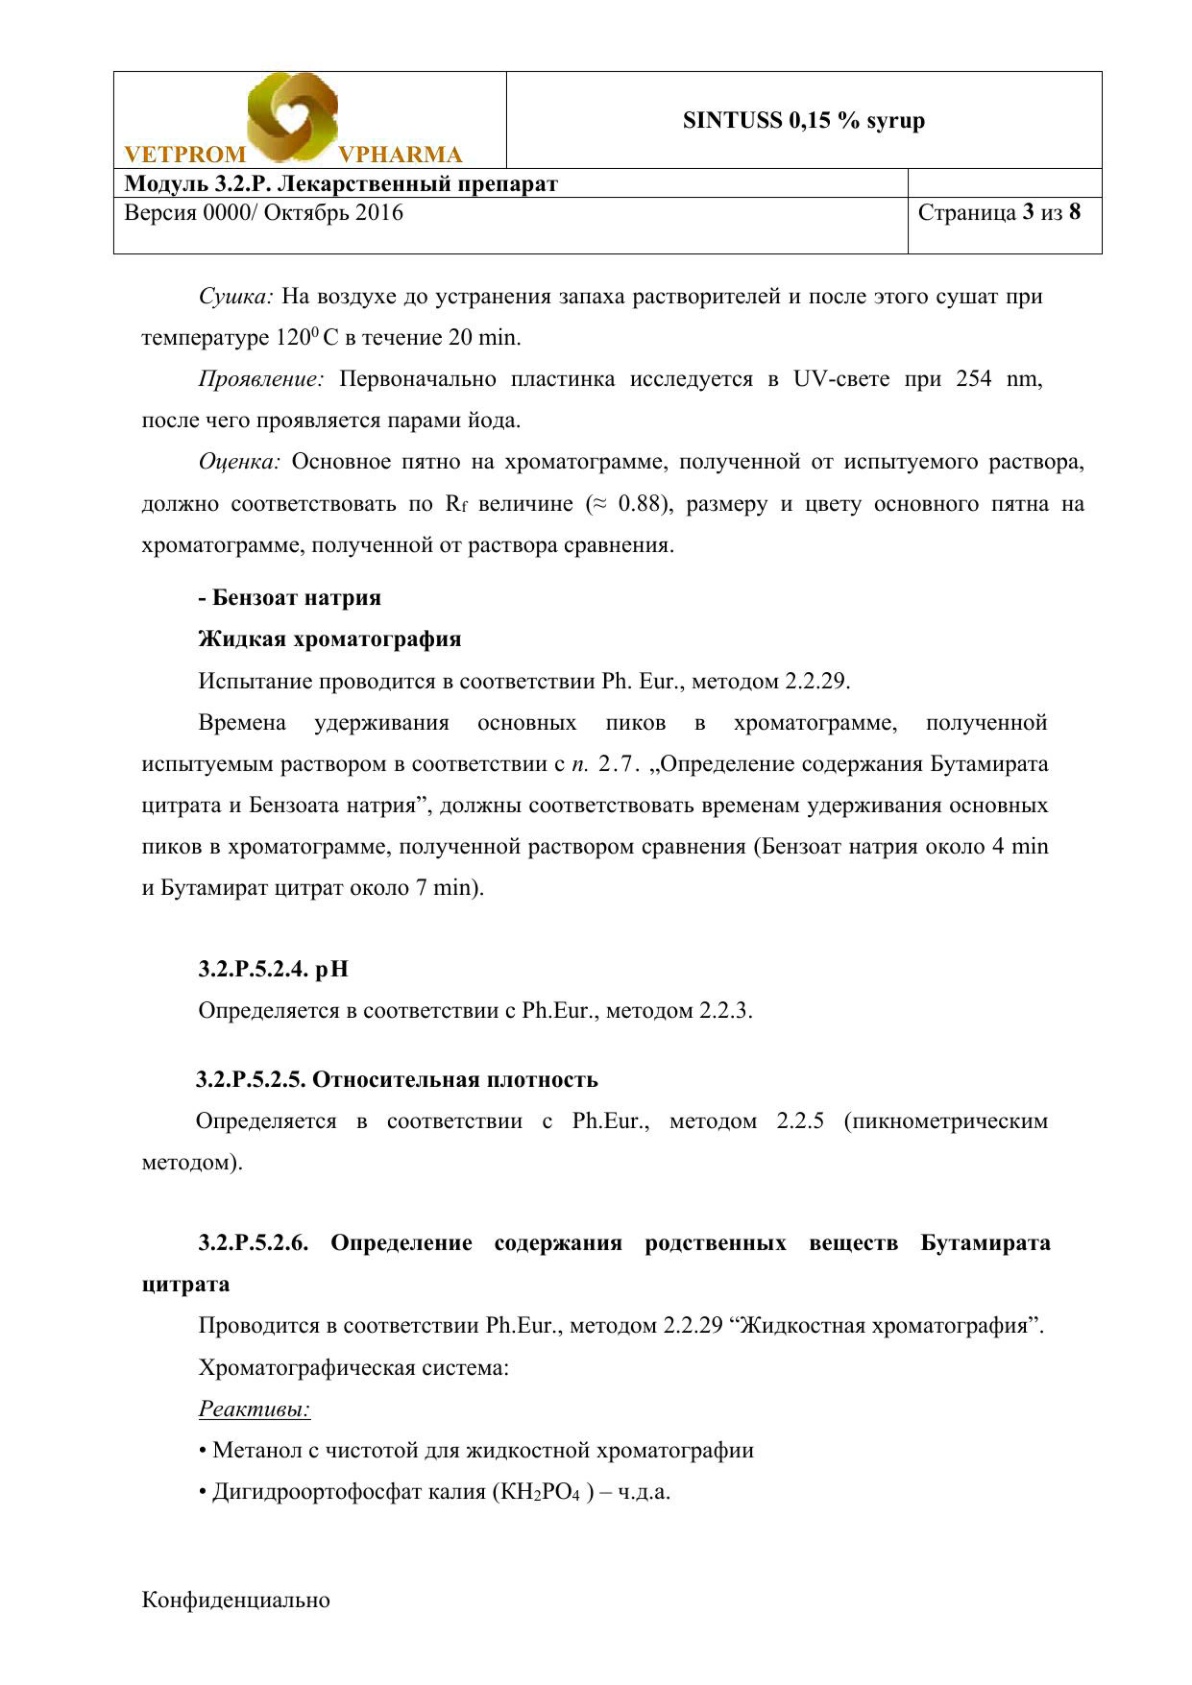 VETPROM VPHARMA
SINTUSS 0,15 % syrup
Модуль 3.2.Р. Лекарственный препарат
Версия 0000/ Октябрь 2016
Страница 3 из 8
Сушка: На воздухе до устранения запаха растворителей и после этого сушат при
температуре 120⁰ С в течение 20 min.
Проявление: Первоначально пластинка исследуется в UV-свете при 254 nm,
после чего проявляется парами йода.
Оценка: Основное пятно на хроматограмме, полученной от испытуемого раствора,
должно соответствовать по Rf величине (≈ 0.88), размеру и цвету основного пятна на
хроматограмме, полученной от раствора сравнения.
- Бензоат натрия
Жидкая хроматография
Испытание проводится в соответствии Ph. Eur., методом 2.2.29.
Времена удерживания основных пиков в хроматограмме, полученной
испытуемым раствором в соответствии с п. 2.7. „Определение содержания Бутамирата
цитрата и Бензоата натрия”, должны соответствовать временам удерживания основных
пиков в хроматограмме, полученной раствором сравнения (Бензоат натрия около 4 min
и Бутамират цитрат около 7 min).
3.2.Р.5.2.4. рН
Определяется в соответствии с Ph.Eur., методом 2.2.3.
3.2.Р.5.2.5. Относительная плотность
Определяется в соответствии с Ph.Eur., методом 2.2.5 (пикнометрическим
методом).
3.2.Р.5.2.6. Определение содержания родственных веществ Бутамирата
цитрата
Проводится в соответствии Ph.Eur., методом 2.2.29 “Жидкостная хроматография”.
Хроматографическая система:
Реактивы:
• Метанол с чистотой для жидкостной хроматографии
• Дигидроортофосфат калия (KH₂PO₄ ) – ч.д.а.
Конфиденциально